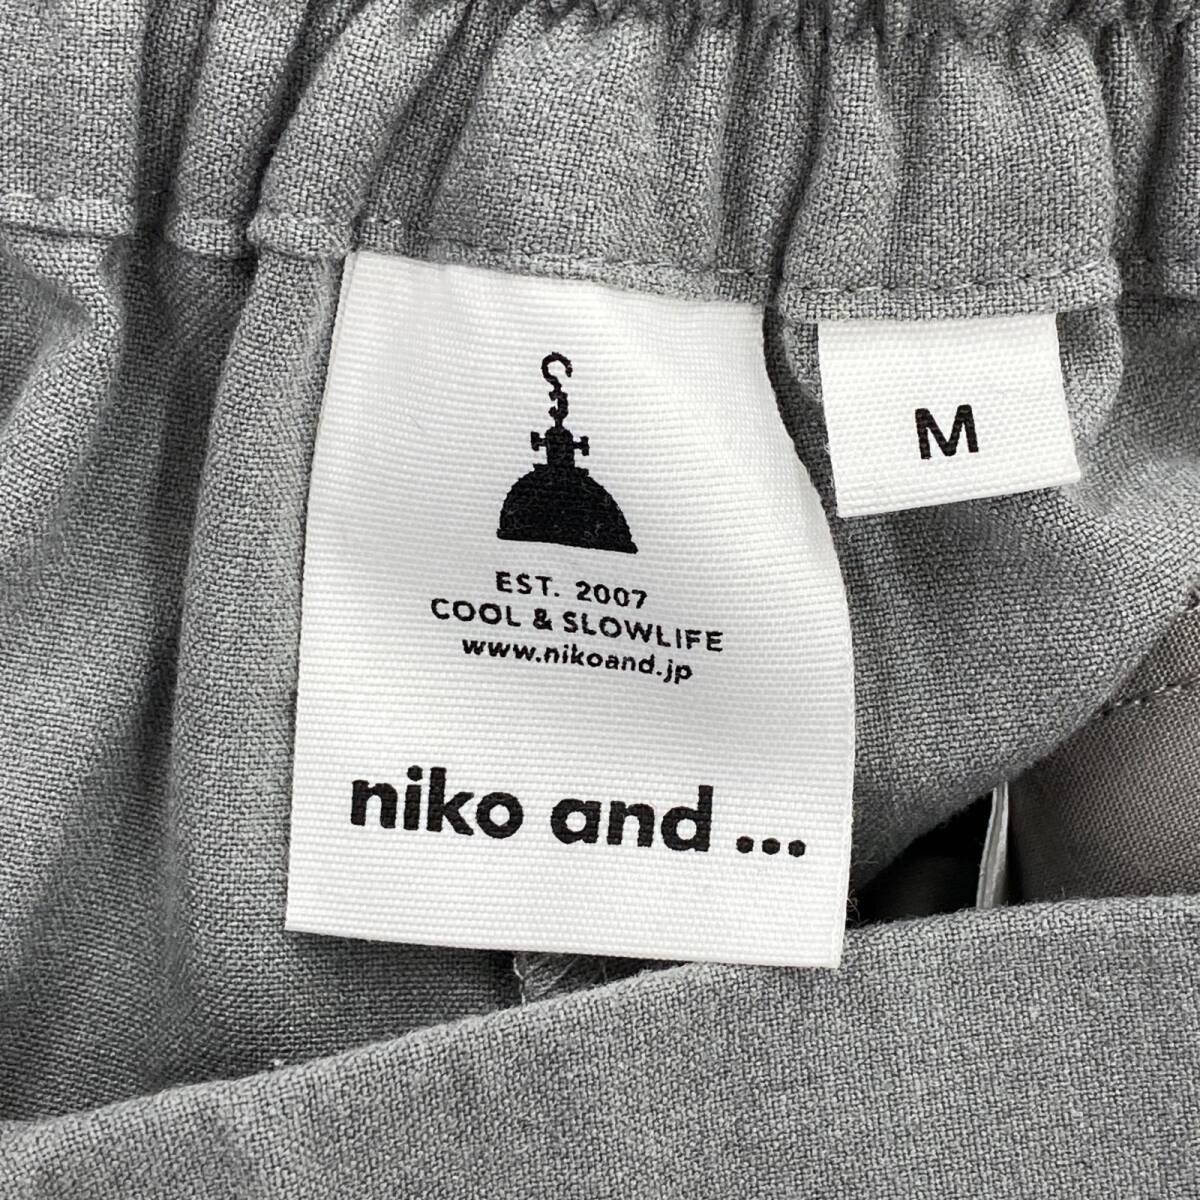 M
EST. 2007
COOL & SLOWLIFE
www.nikoand.jp
niko and ...